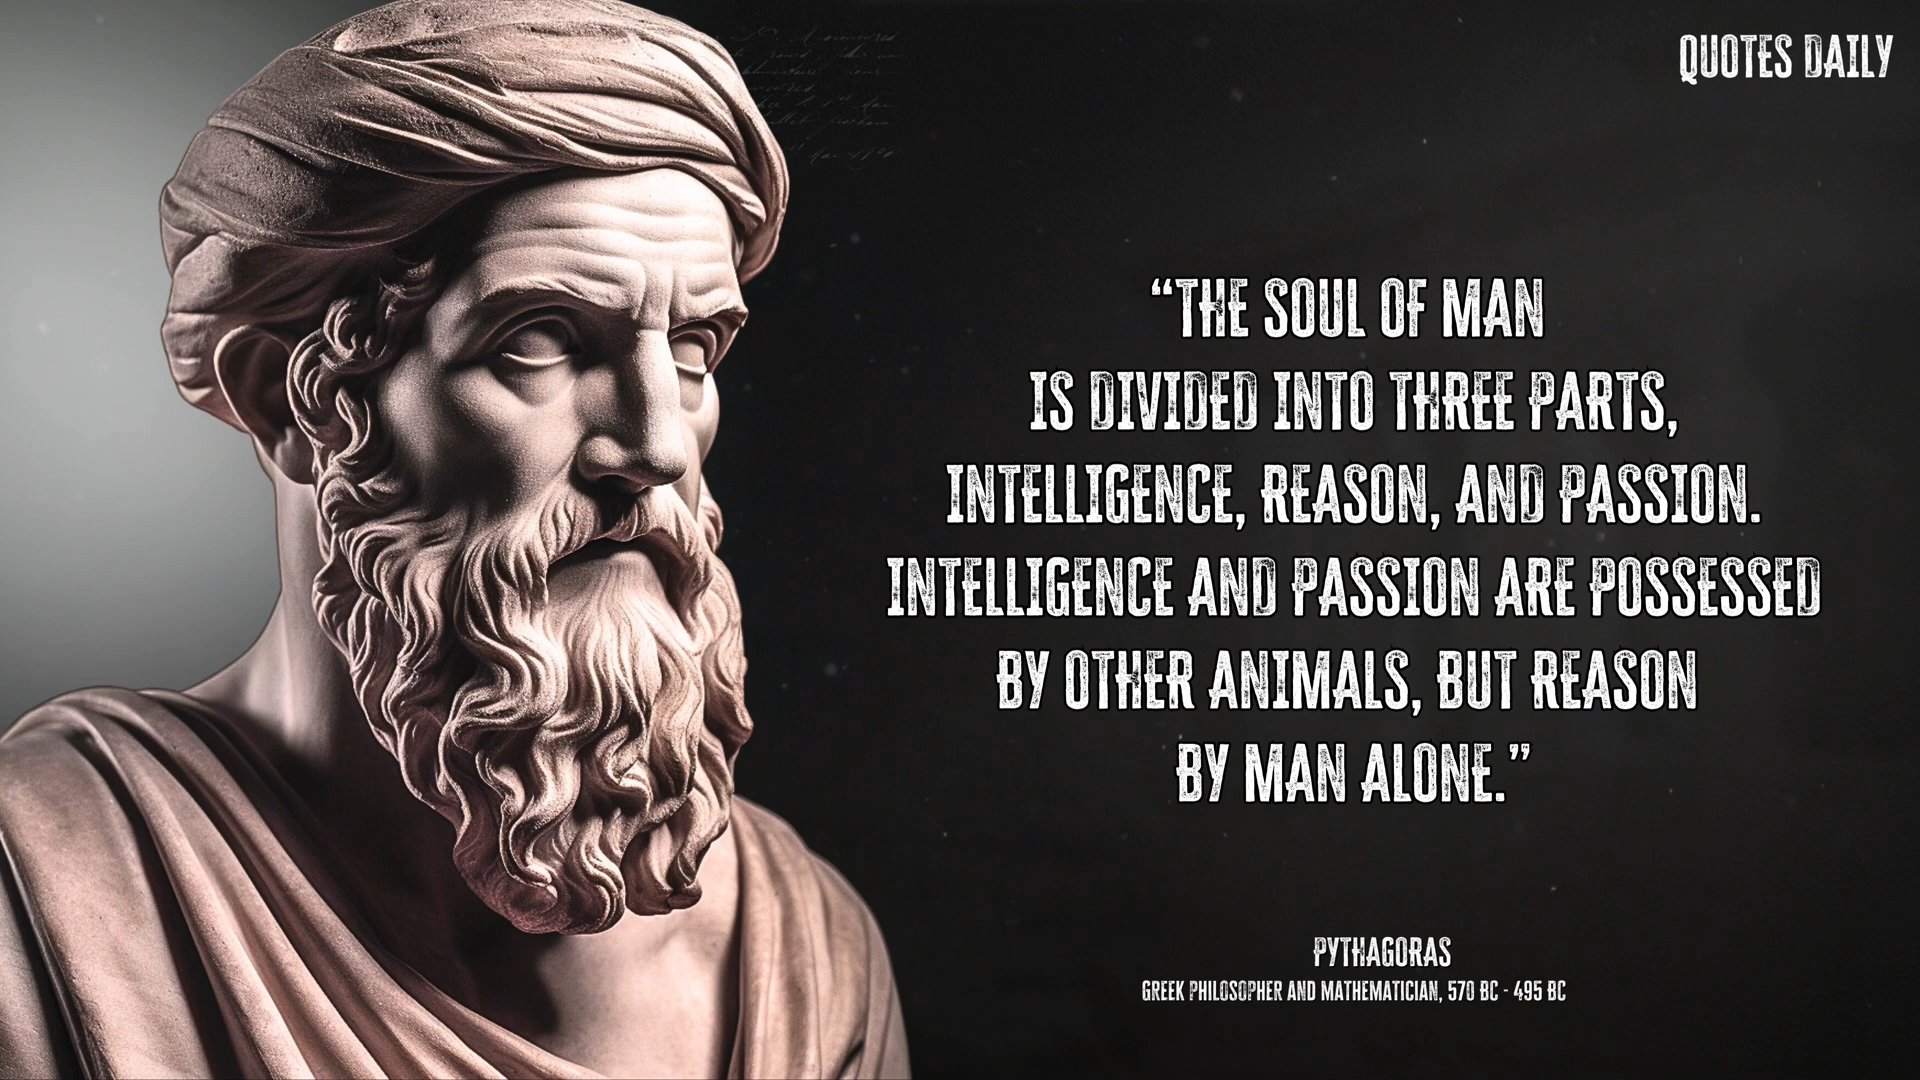 QUOTES DAILY
“THE SOUL OF MAN
IS DIVIDED INTO THREE PARTS,
INTELLIGENCE, REASON, AND PASSION.
INTELLIGENCE AND PASSION ARE POSSESSED
BY OTHER ANIMALS, BUT REASON
BY MAN ALONE.”
PYTHAGORAS
GREEK PHILOSOPHER AND MATHEMATICIAN, 570 BC - 495 BC